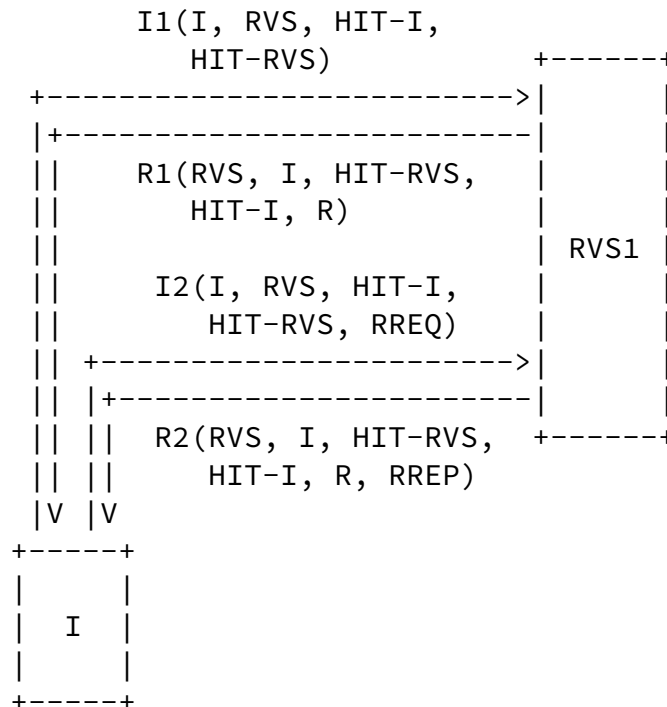 I1(I, RVS, HIT-I,
HIT-RVS)
R1(RVS, I, HIT-RVS,
HIT-I, R)
RVS1
I2(I, RVS, HIT-I,
HIT-RVS, RREQ)
R2(RVS, I, HIT-RVS,
HIT-I, R, RREP)
I